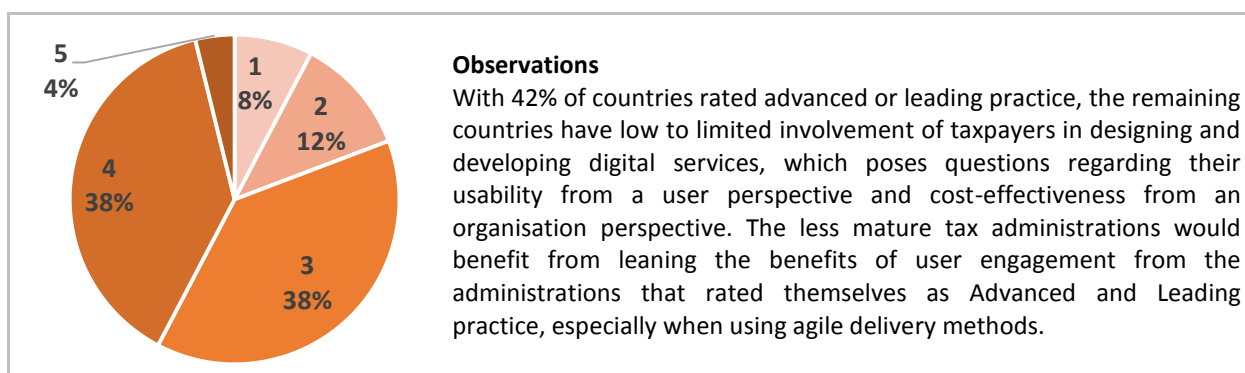 5
4%
1
8%
2
12%
4
38%
3
38%
Observations
With 42% of countries rated advanced or leading practice, the remaining
countries have low to limited involvement of taxpayers in designing and
developing digital services, which poses questions regarding their
usability from a user perspective and cost-effectiveness from an
organisation perspective. The less mature tax administrations would
benefit from leaning the benefits of user engagement from the
administrations that rated themselves as Advanced and Leading
practice, especially when using agile delivery methods.